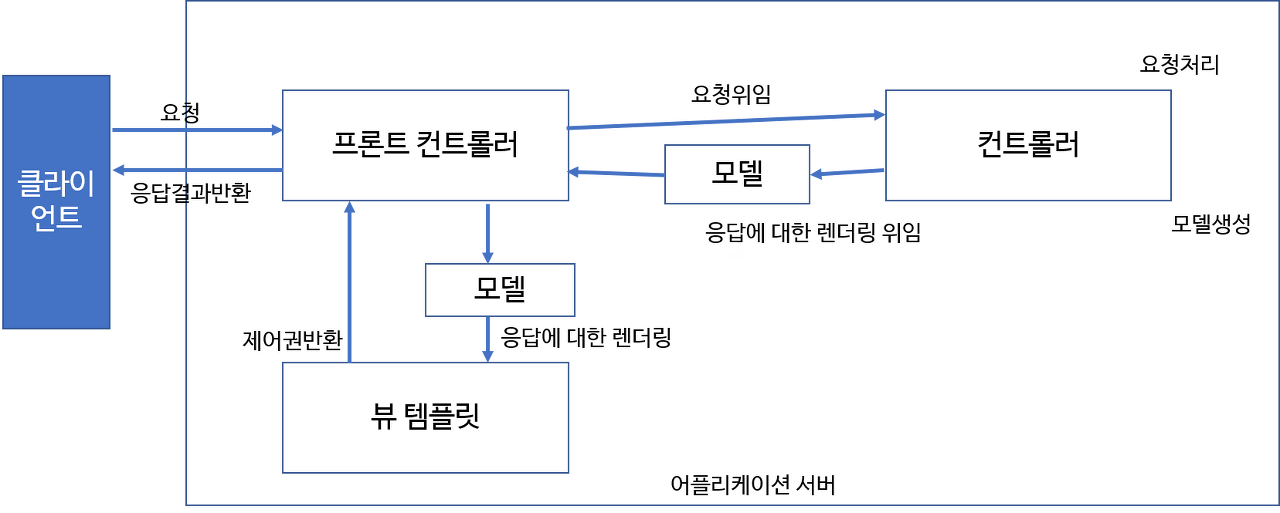 요청처리
요청위임
요청
프론트 컨트롤러
컨트롤러
모델
클라이
언트
응답결과반환
모델생성
응답에 대한 렌더링 위임
모델
제어권반환
응답에 대한 렌더링
뷰 템플릿
어플리케이션 서버